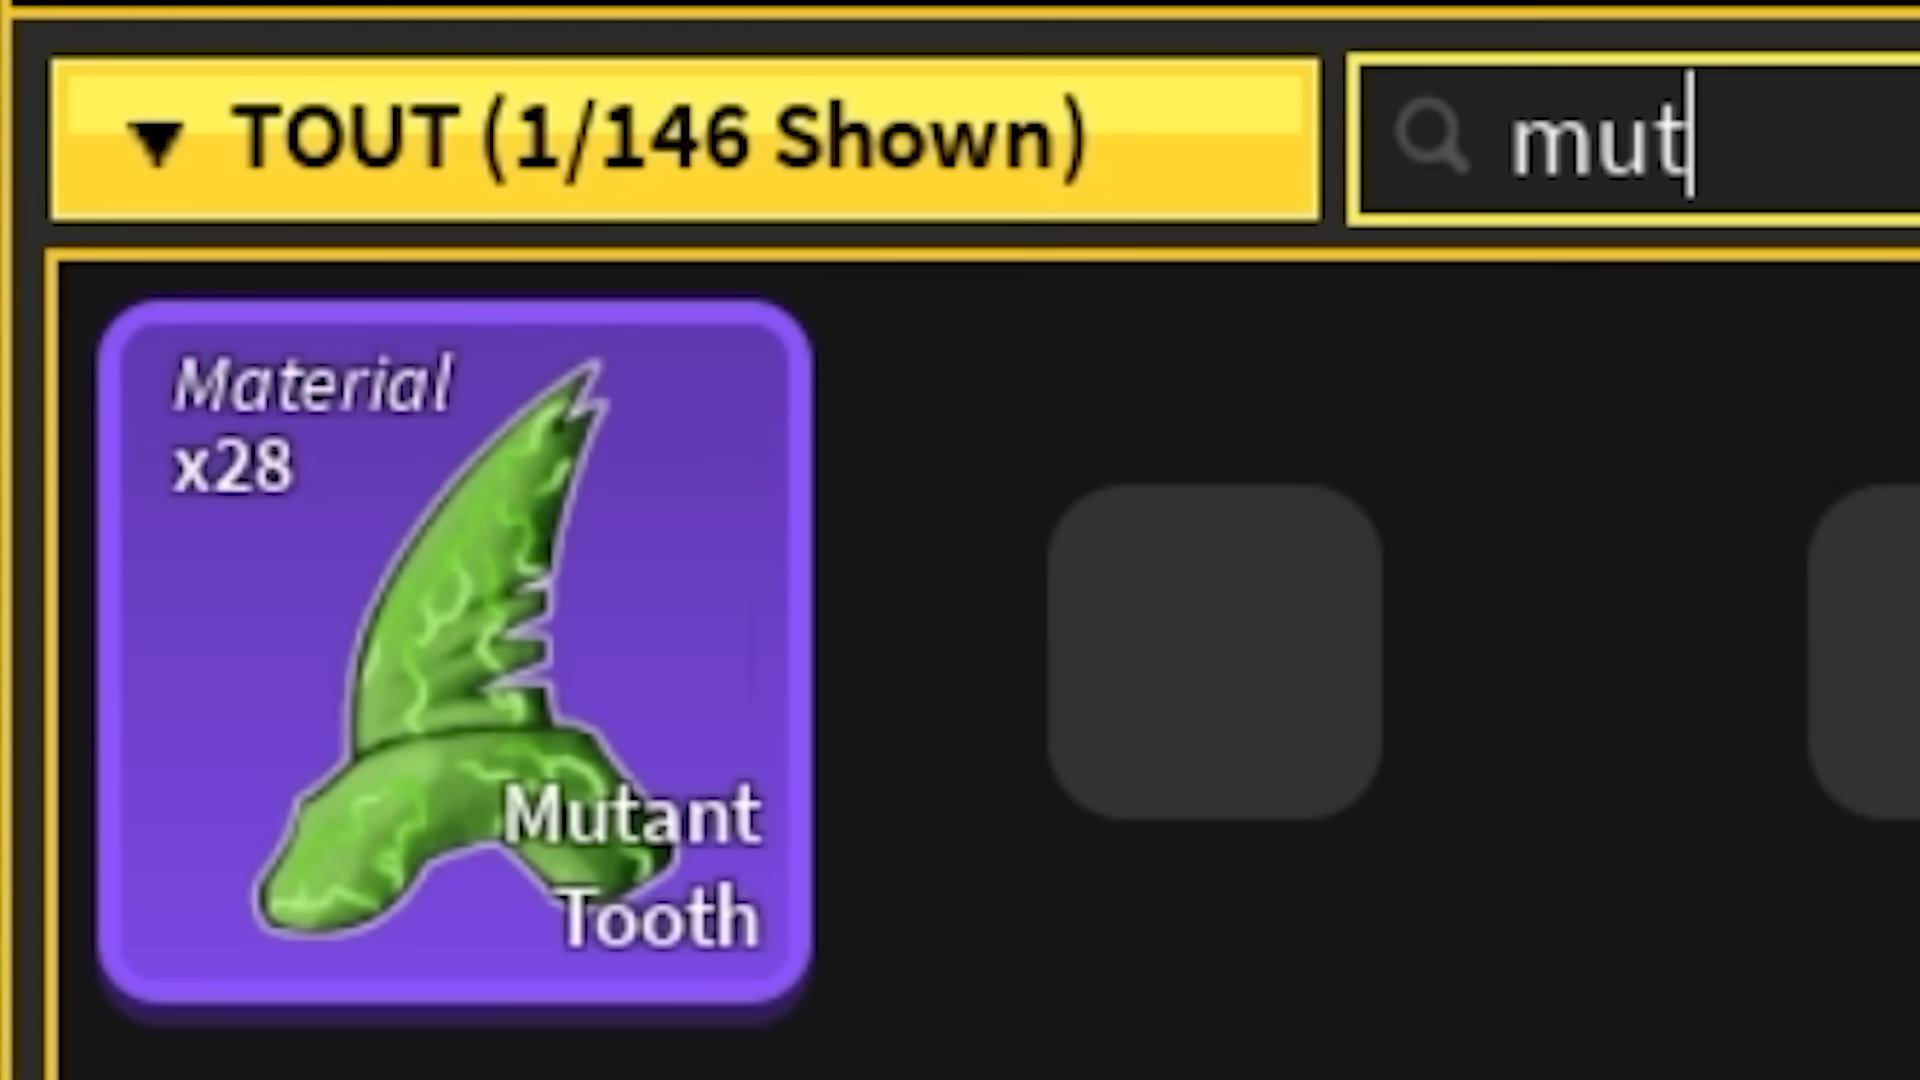 ▼ TOUT (1/146 Shown)
mut
Material
x28
Mutant
Tooth